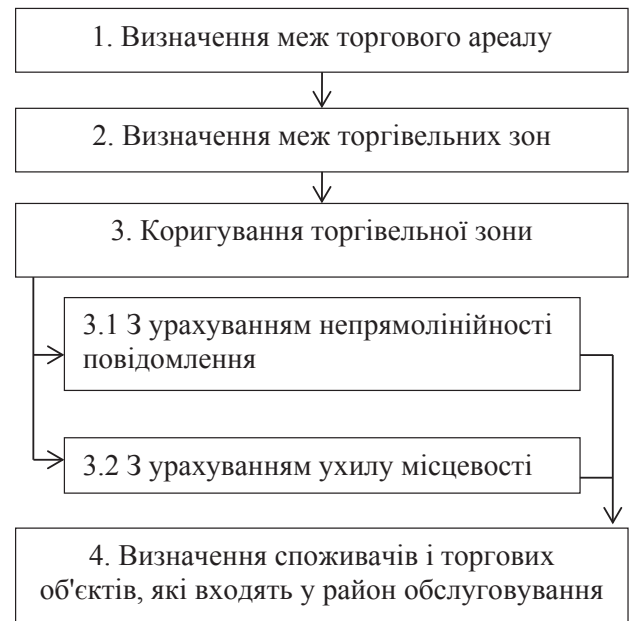 1. Визначення меж торгового ареалу
2. Визначення меж торгівельних зон
3. Коригування торгівельної зони
3.1 З урахуванням непрямолінійності
повідомлення
3.2 З урахуванням ухилу місцевості
4. Визначення споживачів і торгових
об'єктів, які входять у район обслуговування